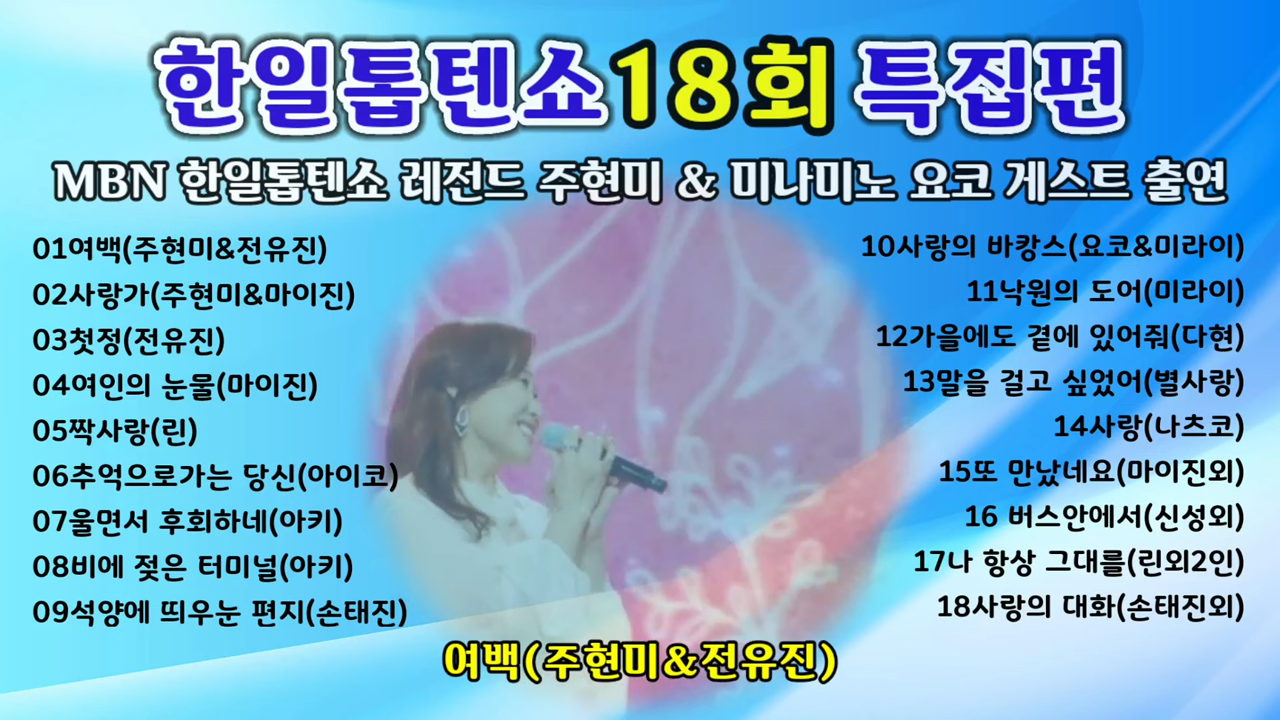 한일톱텐쇼18회 특집편
MBN 한일톱텐쇼 레전드 주현미 & 미나미노 요코 게스트 출연
01여백(주현미&전유진)
02사랑가(주현미&마이진)
03첫정(전유진)
04여인의 눈물(마이진)
05짝사랑(린)
06추억으로가는 당신(아이코)
07울면서 후회하네(아키)
08비에 젖은 터미널(아키)
09석양에 띄우눈 편지(손태진)
10사랑의 바캉스(요코&미라이)
11낙원의 도어(미라이)
12가을에도 곁에 있어줘(다현)
13말을 걸고 싶었어(별사랑)
14사랑(나츠코)
15또 만났네요(마이진외)
16 버스안에서(신성외)
17나 항상 그대를(린외2인)
18사랑의 대화(손태진외)
여백(주현미&전유진)